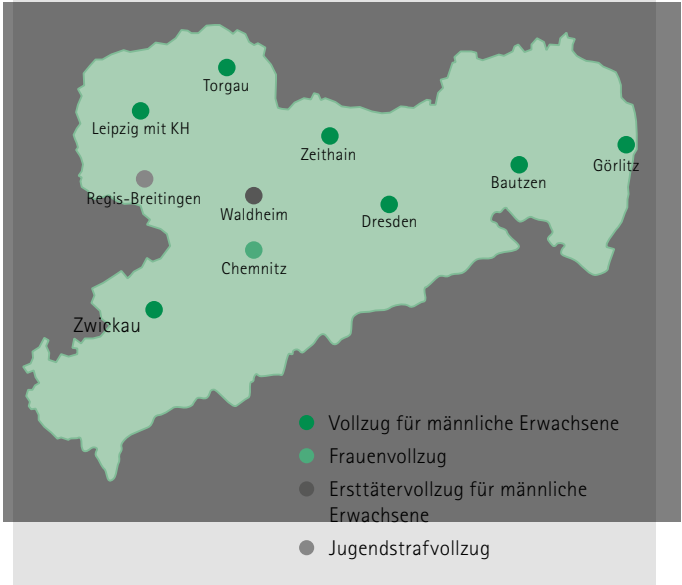 Torgau
Leipzig mit KH
Zeithain
Görlitz
Bautzen
Regis-Breitingen
Waldheim
Dresden
Chemnitz
Zwickau
Vollzug für männliche Erwachsene
Frauenvollzug
Ersttätervollzug für männliche
Erwachsene
Jugendstrafvollzug